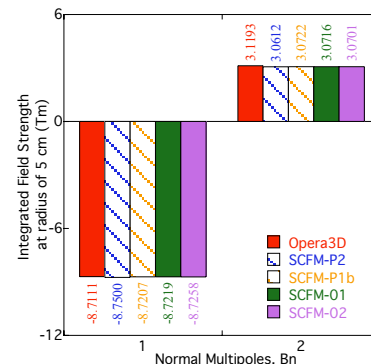 6
3.1193
3.0612
3.0722
3.0716
3.0701
0
Integrated Field Strength
at radius of 5 cm (Tm)
-6
Opera3D
SCFM-P2
SCFM-P1b
SCFM-01
SCFM-02
-8.7111
-8.7500
-8.7207
-8.7219
-8.7258
-12
1
2
Normal Multipoles, Bn